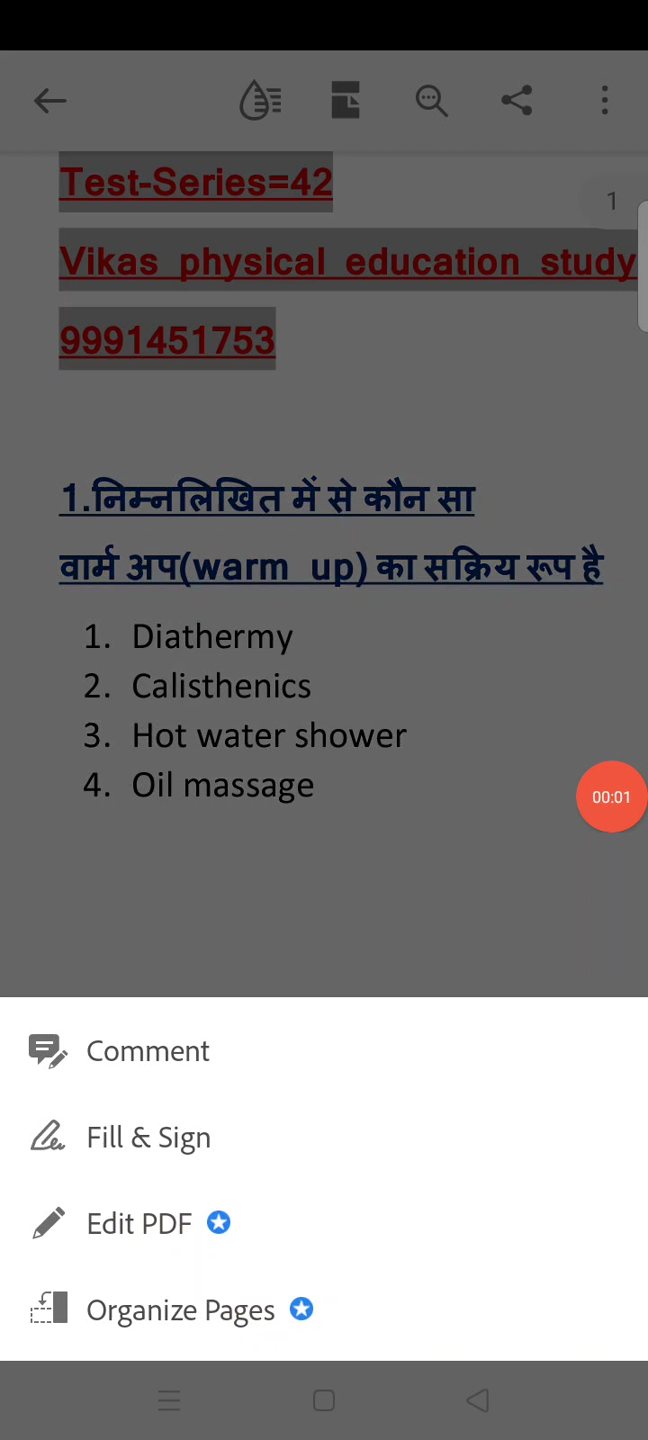 Test-Series=42
1
Vikas physical education study
9991451753
1.निम्नलिखित में से कौन सा
वार्म अप(warm up) का सक्रिय रूप है
1. Diathermy
2. Calisthenics
3. Hot water shower
4. Oil massage
00:01
Comment
Fill & Sign
Edit PDF
Organize Pages